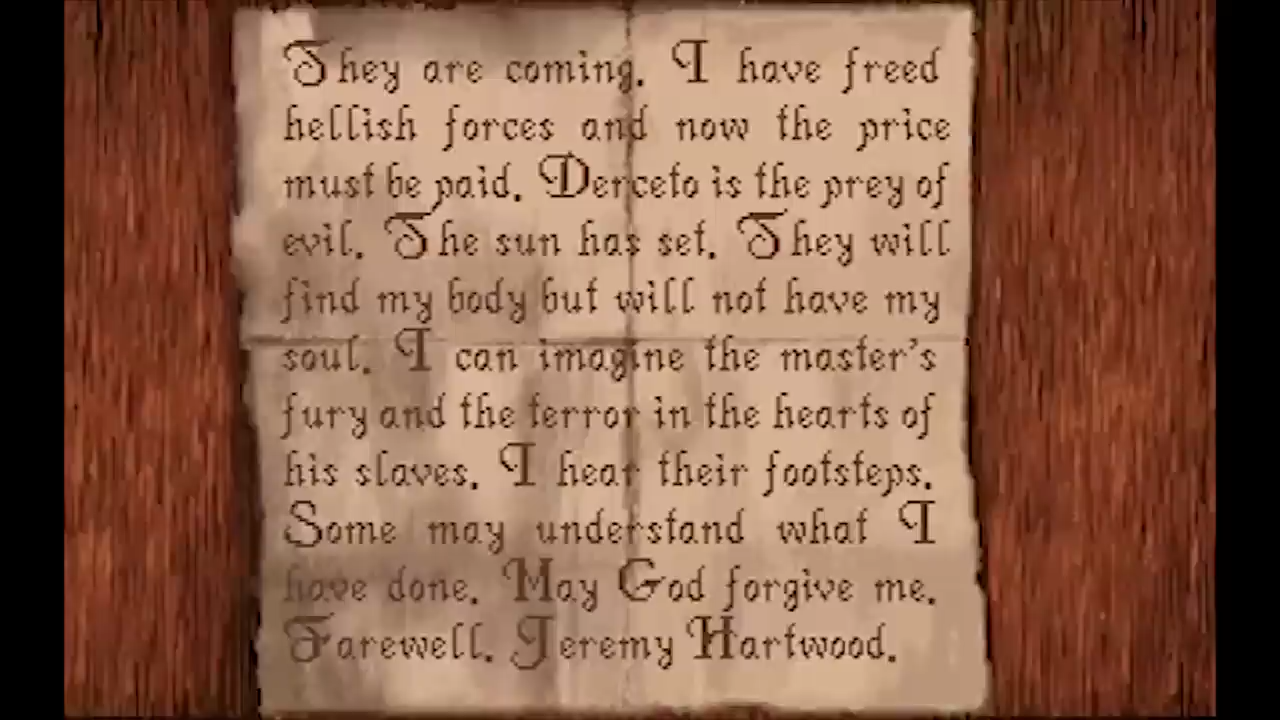 They are coming. I have freed
hellish forces and now the price
must be paid. Derceto is the prey of
evil. The sun has set. They will
find my body but will not have my
soul. I can imagine the master's
fury and the terror in the hearts of
his slaves. I hear their footsteps.
Some may understand what I
have done. May God forgive me.
Farewell. Jeremy Hartwood.